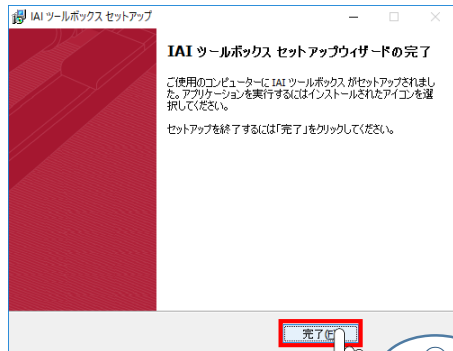 IAI ツールボックス セットアップ
IAI ツールボックス セットアップウィザードの完了
ご使用のコンピューターに IAI ツールボックス がセットアップされまし
た。アプリケーションを実行するにはインストールされたアイコンを選
択してください。
セットアップを終了するには「完了」をクリックしてください。
完了(F)